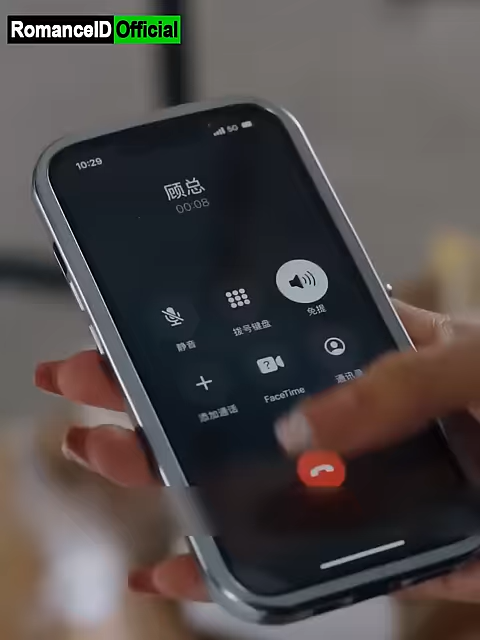 RomanceID Official
10:29
5G
顾总
00:08
静音
拨号键盘
免提
添加通话
FaceTime
通讯录